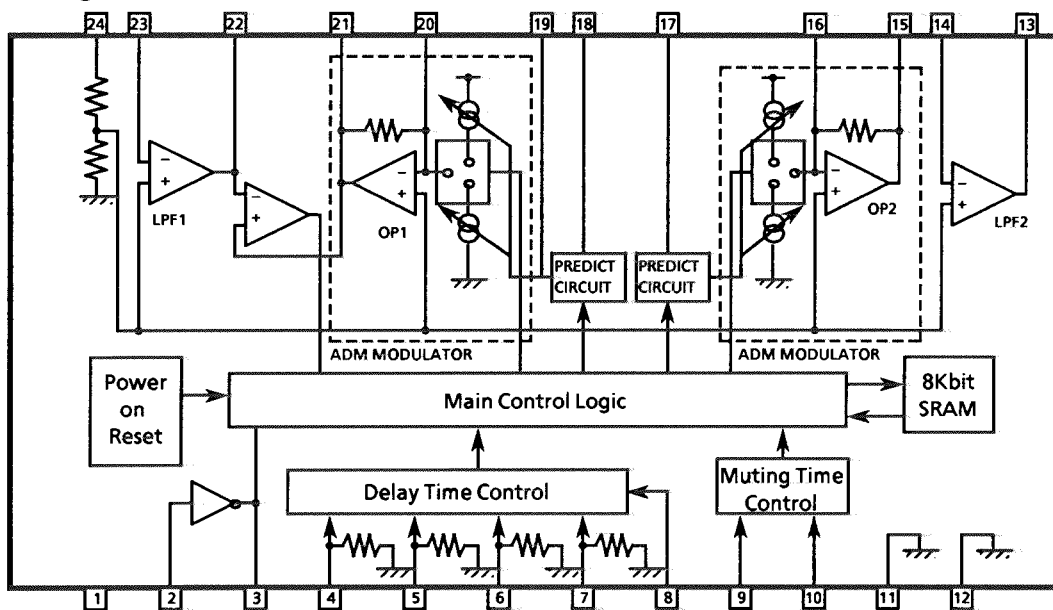 24 23 22 21 20 19 18 17 16 15 14 13
LPF1
OP1
OP2
LPF2
PREDICT
CIRCUIT
PREDICT
CIRCUIT
ADM MODULATOR
ADM MODULATOR
Power
on
Reset
Main Control Logic
8Kbit
SRAM
Delay Time Control
Muting Time
Control
1 2 3 4 5 6 7 8 9 10 11 12